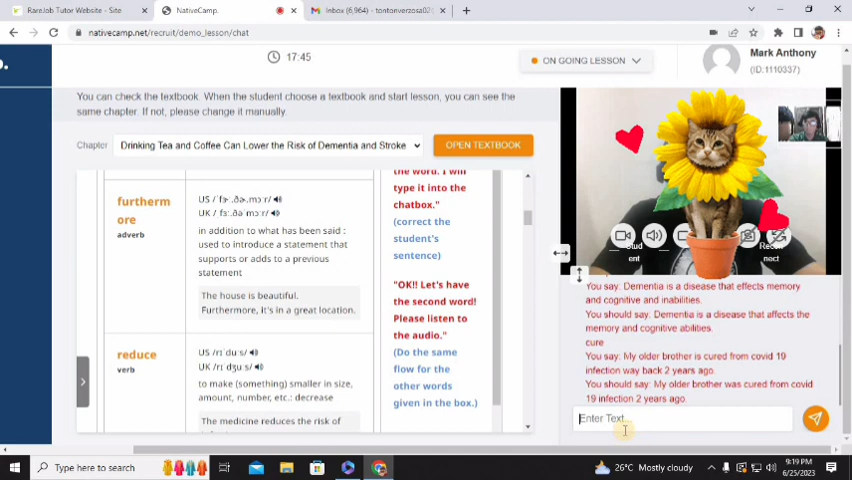 RareJob Tutor Website - Site
NativeCamp.
Inbox (6,964) - tontonverzosa02
nativecamp.net/recruit/demo_lesson/chat
17:45
ON GOING LESSON
Mark Anthony
(ID:1110337)
You can check the textbook. When the student choose a textbook and start lesson, you can see the
same chapter. If not, please change it manually.
Chapter
Drinking Tea and Coffee Can Lower the Risk of Dementia and Stroke
OPEN TEXTBOOK
furtherm
ore
adverb
US /ˈfɝ·.ðɚ.mɔːr/
UK /ˈfɜː.ðəˈmɔːr/
in addition to what has been said :
used to introduce a statement that
supports or adds to a previous
statement
The house is beautiful.
Furthermore, it's in a great location.
reduce
verb
US /rɪˈduːs/
UK /rɪˈdʒuːs/
to make (something) smaller in size,
amount, number, etc.: decrease
The medicine reduces the risk of
the word. I will
type it into the
chatbox."
(correct the
student's
sentence)
"OK!! Let's have
the second word!
Please listen to
the audio."
(Do the same
flow for the
other words
given in the box.)
Stud
ent
Recon
nect
You say: Dementia is a disease that effects memory
and cognitive and inabilities.
You should say: Dementia is a disease that affects the
memory and cognitive abilities.
cure
You say: My older brother is cured from covid 19
infection way back 2 years ago.
You should say: My older brother was cured from covid
19 infection 2 years ago.
Enter Text...
Type here to search
26°C Mostly cloudy
9:19 PM
6/25/2023